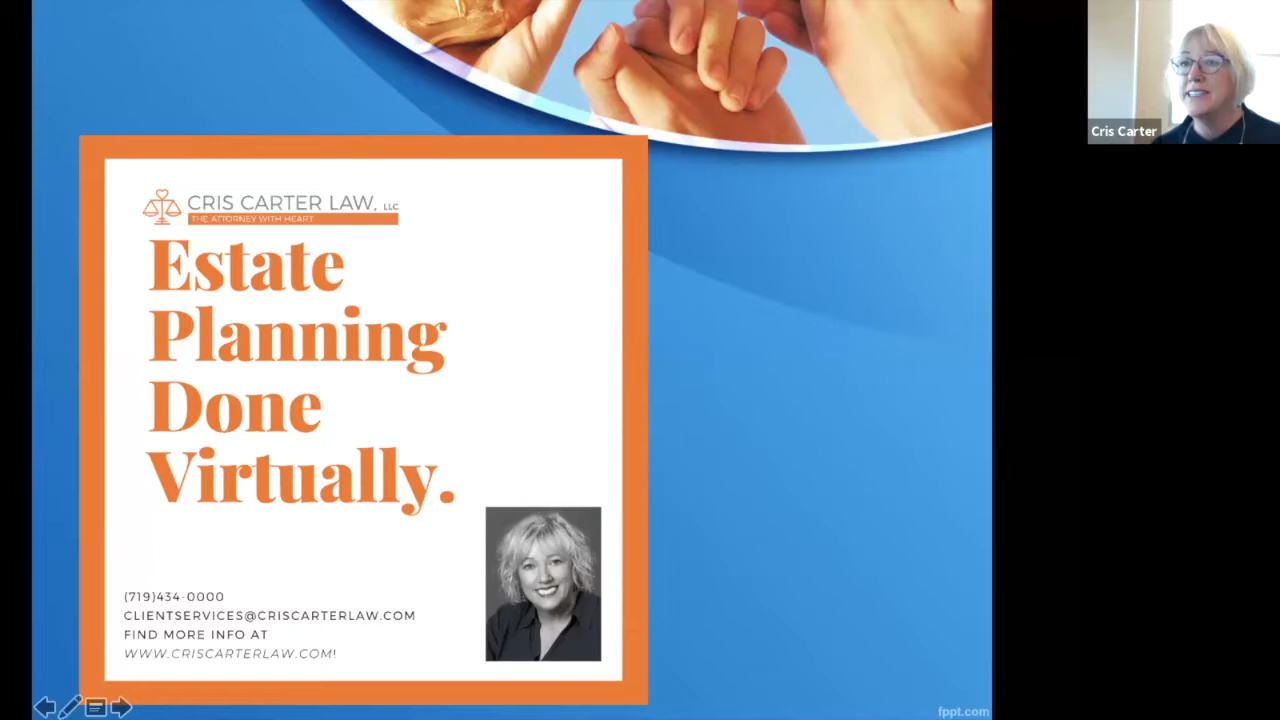 CRIS CARTER LAW, LLC
THE ATTORNEY WITH HEART
Estate
Planning
Done
Virtually.
(719)434-0000
CLIENTSERVICES@CRISCARTERLAW.COM
FIND MORE INFO AT
WWW.CRISCARTERLAW.COM!
Cris Carter
fppt.com